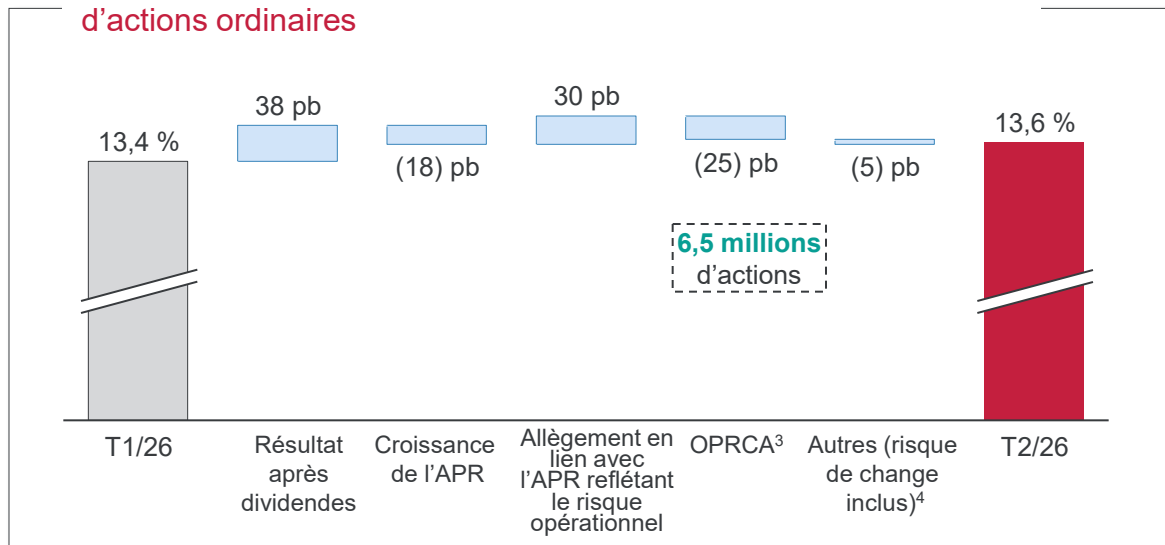 d’actions ordinaires
13,4 %
38 pb
(18) pb
30 pb
(25) pb
(5) pb
13,6 %
6,5 millions
d’actions
T1/26
Résultat
après
dividendes
Croissance
de l’APR
Allègement en
lien avec
l’APR reflétant
le risque
opérationnel
OPRCA³
Autres (risque
de change
inclus)⁴
T2/26